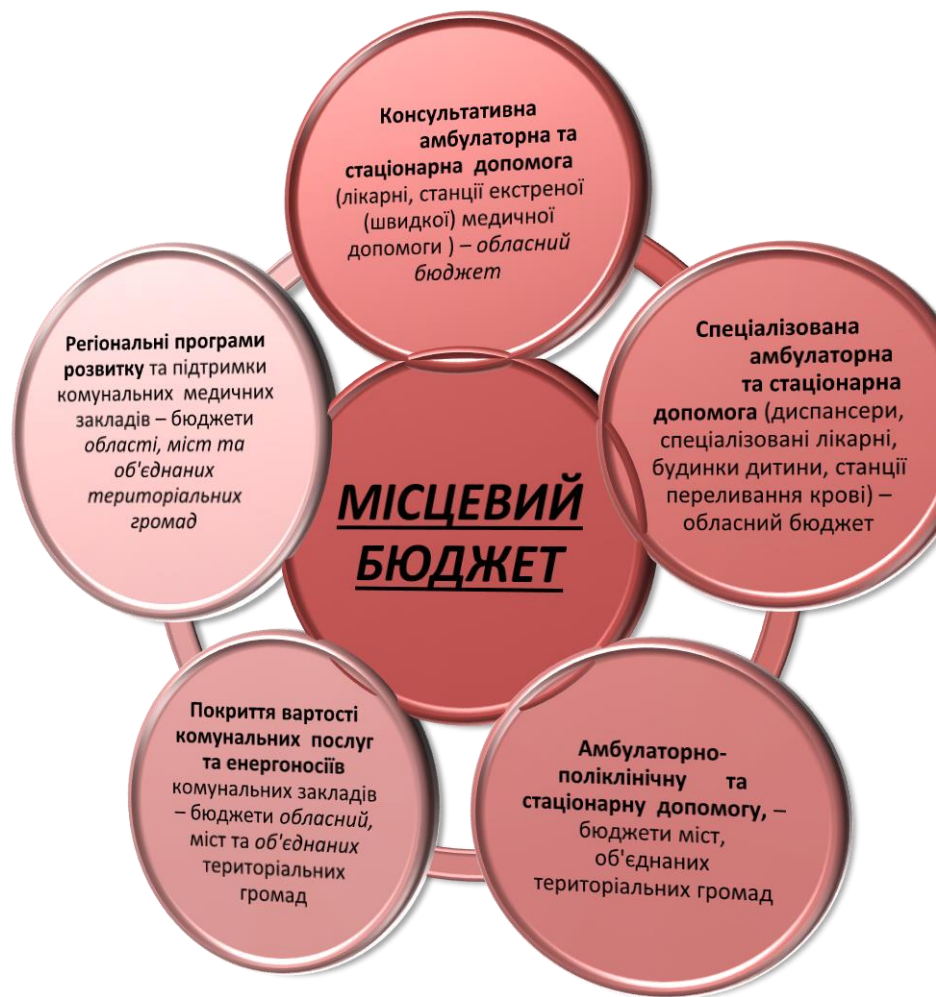 Консультативна
амбулаторна та
стаціонарна допомога
(лікарні, станції екстреної
(швидкої) медичної
допомоги ) – обласний
бюджет
Спеціалізована
амбулаторна
та стаціонарна
допомога (диспансери,
спеціалізовані лікарні,
будинки дитини, станції
переливання крові) –
обласний бюджет
Амбулаторно-
поліклінічну та
стаціонарну допомогу, –
бюджети міст,
об'єднаних
територіальних громад
Покриття вартості
комунальних послуг
та енергоносіїв
комунальних закладів
– бюджети обласний,
міст та об'єднаних
територіальних
громад
Регіональні програми
розвитку та підтримки
комунальних медичних
закладів – бюджети
області, міст та
об'єднаних
територіальних
громад
МІСЦЕВИЙ
БЮДЖЕТ